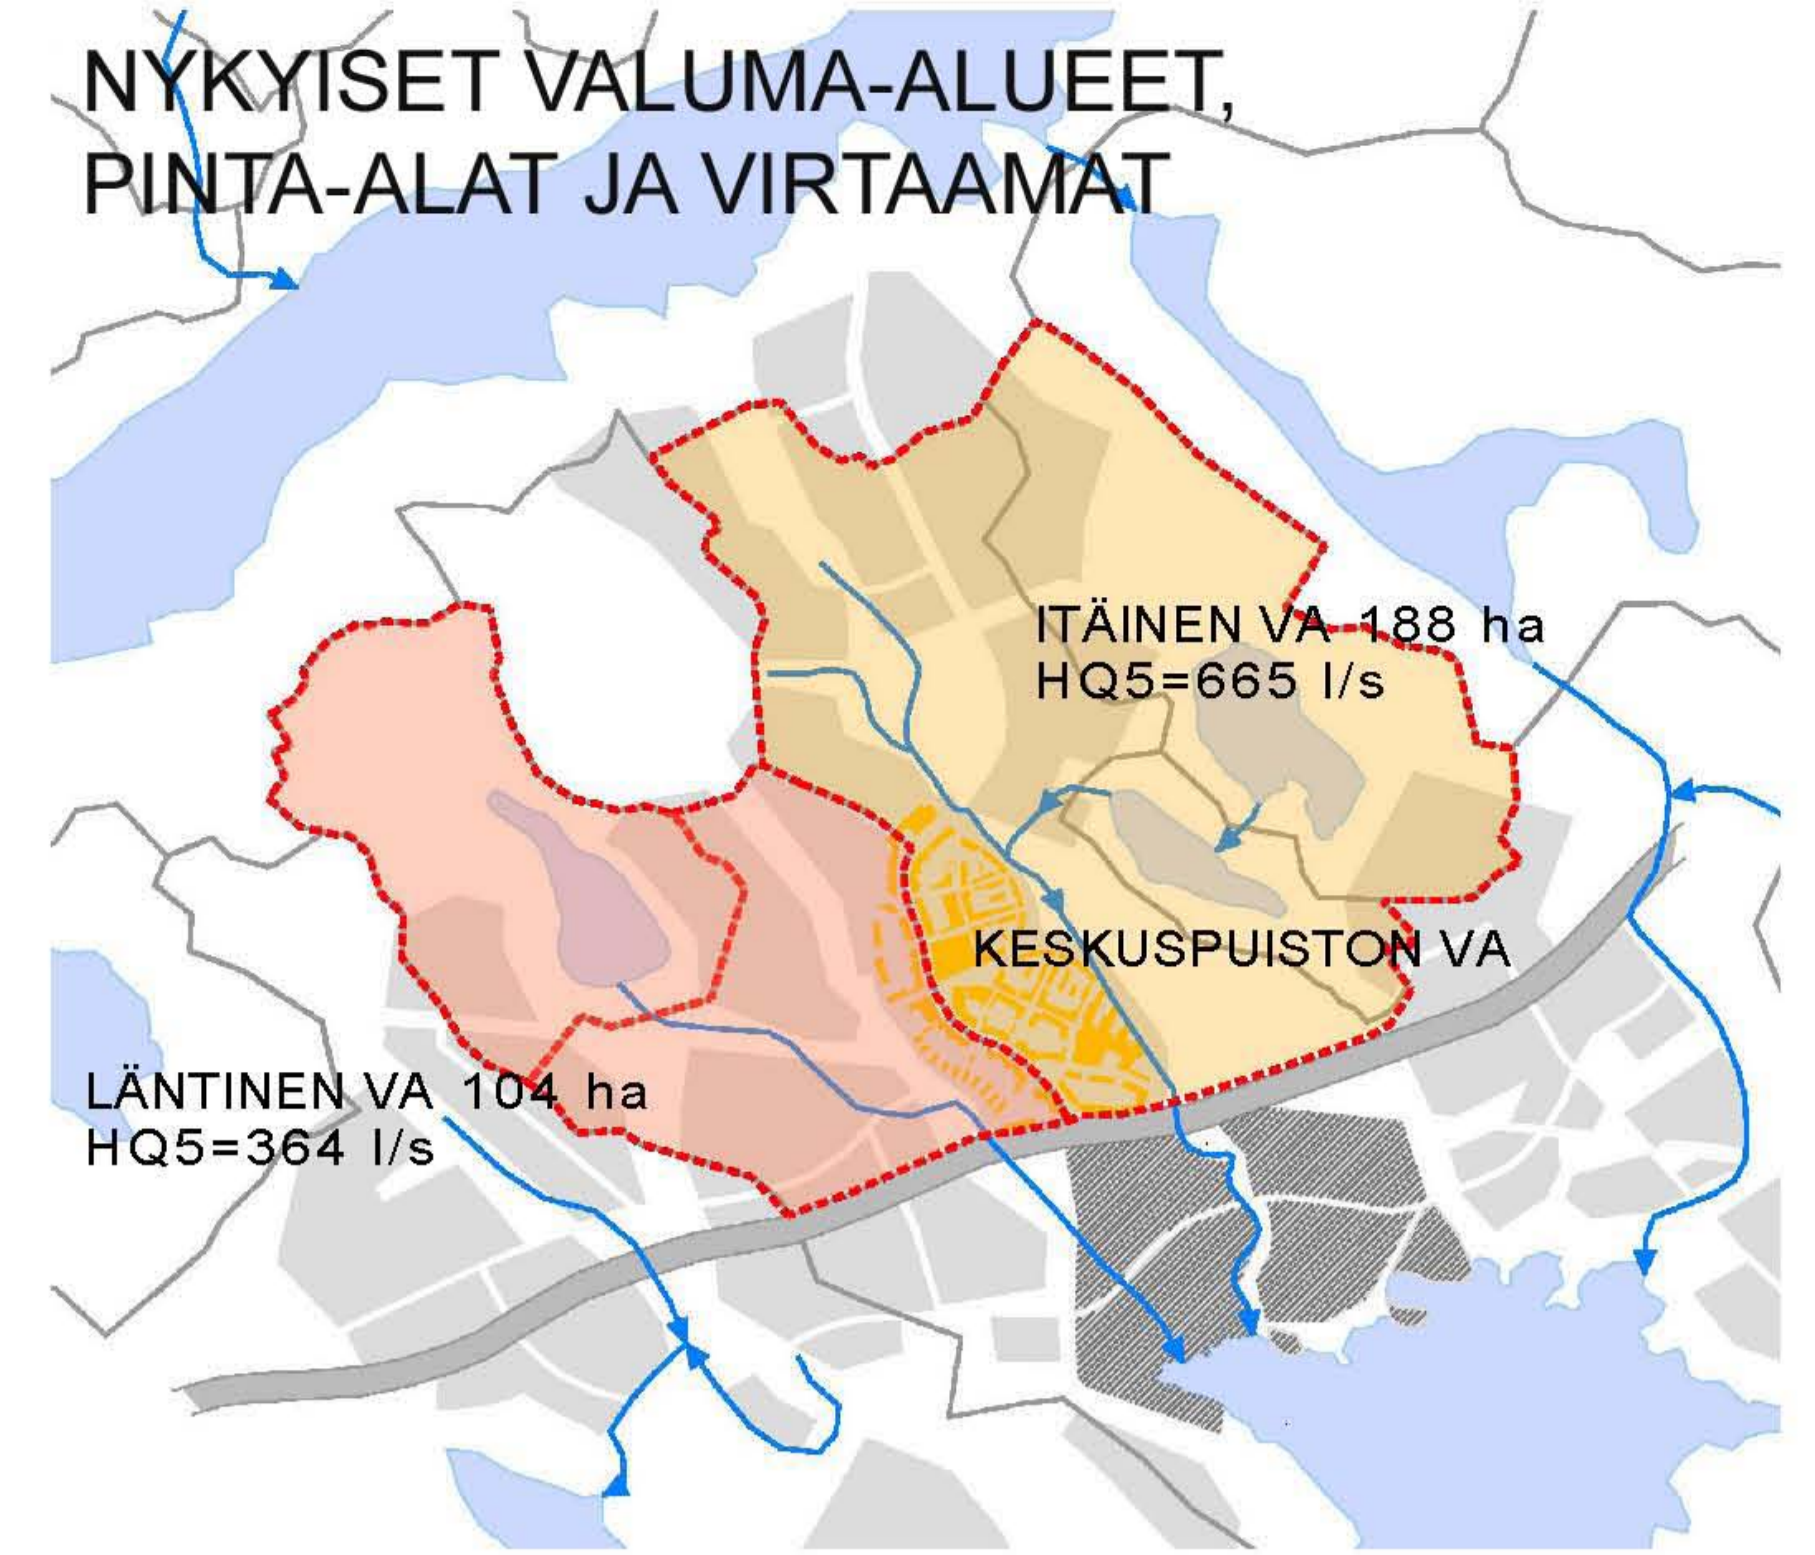 NYKYISET VALUMA-ALUEET,
PINTA-ALAT JA VIRTAAMAT
ITÄINEN VA 188 ha
HQ5=665 l/s
KESKUSPUISTON VA
LÄNTINEN VA 104 ha
HQ5=364 l/s